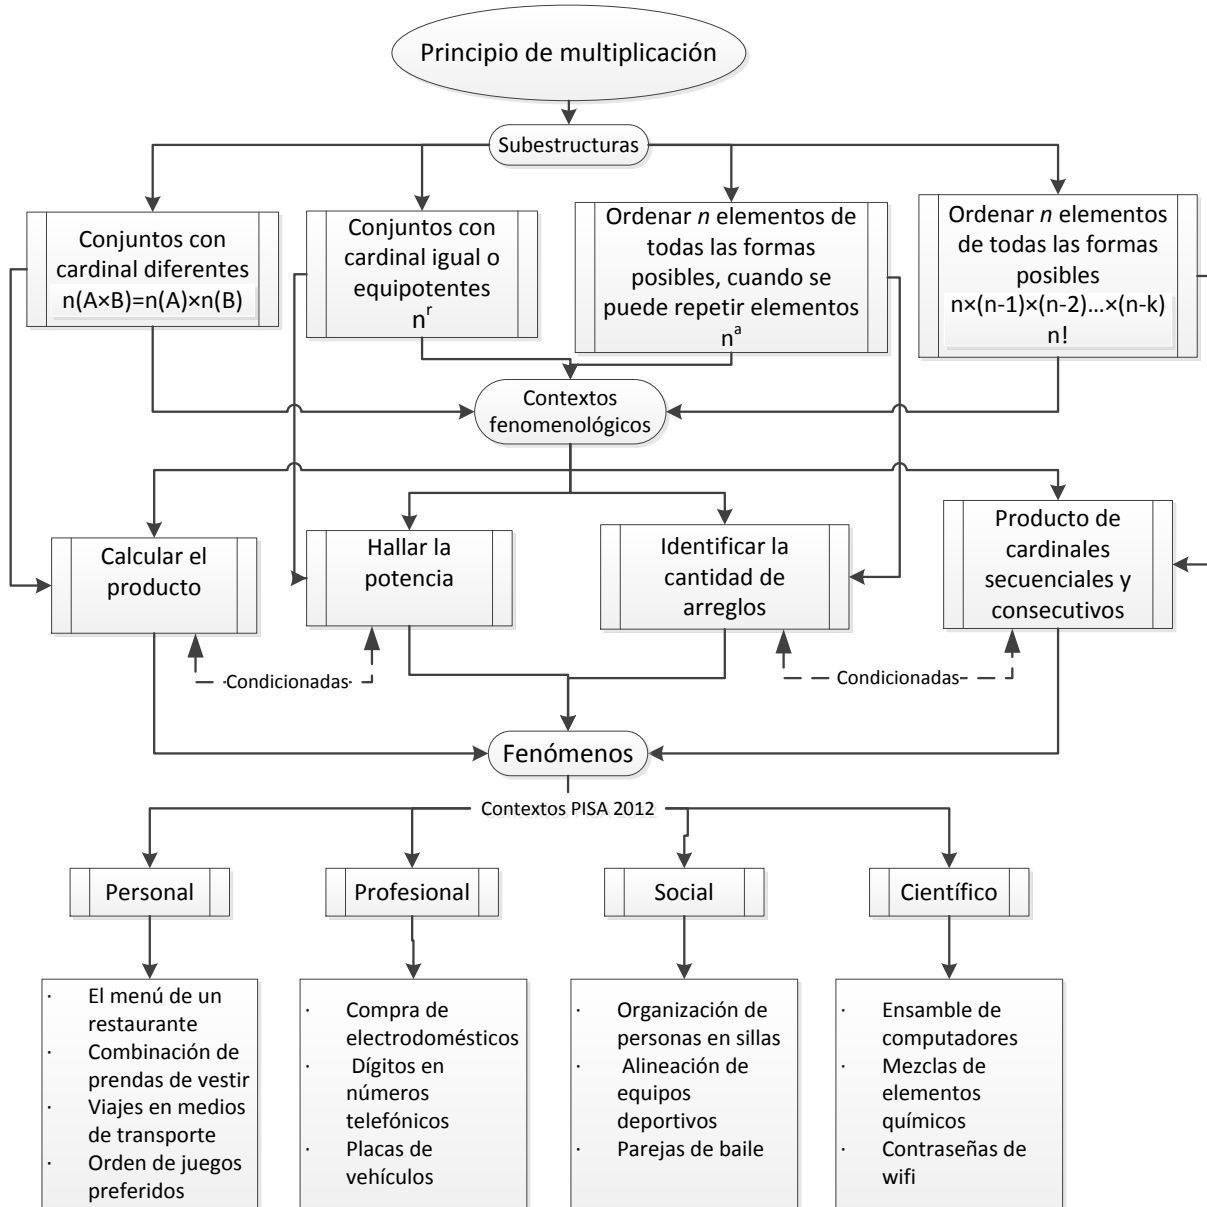 Principio de multiplicación
Subestructuras
Conjuntos con
cardinal diferentes
n(A×B)=n(A)×n(B)
Conjuntos con
cardinal igual o
equipotentes
n^r
Ordenar n elementos de
todas las formas
posibles, cuando se
puede repetir elementos
n^a
Ordenar n elementos
de todas las formas
posibles
n×(n-1)×(n-2)...×(n-k)
n!
Contextos
fenomenológicos
Calcular el
producto
Hallar la
potencia
Identificar la
cantidad de
arreglos
Producto de
cardinales
secuenciales y
consecutivos
Condicionadas
Condicionadas
Fenómenos
Contextos PISA 2012
Personal
Profesional
Social
Científico
· El menú de un
restaurante
· Combinación de
prendas de vestir
· Viajes en medios
de transporte
· Orden de juegos
preferidos
· Compra de
electrodomésticos
· Dígitos en
números
telefónicos
· Placas de
vehículos
· Organización de
personas en sillas
· Alineación de
equipos
deportivos
· Parejas de baile
· Ensamble de
computadores
· Mezclas de
elementos
químicos
· Contraseñas de
wifi